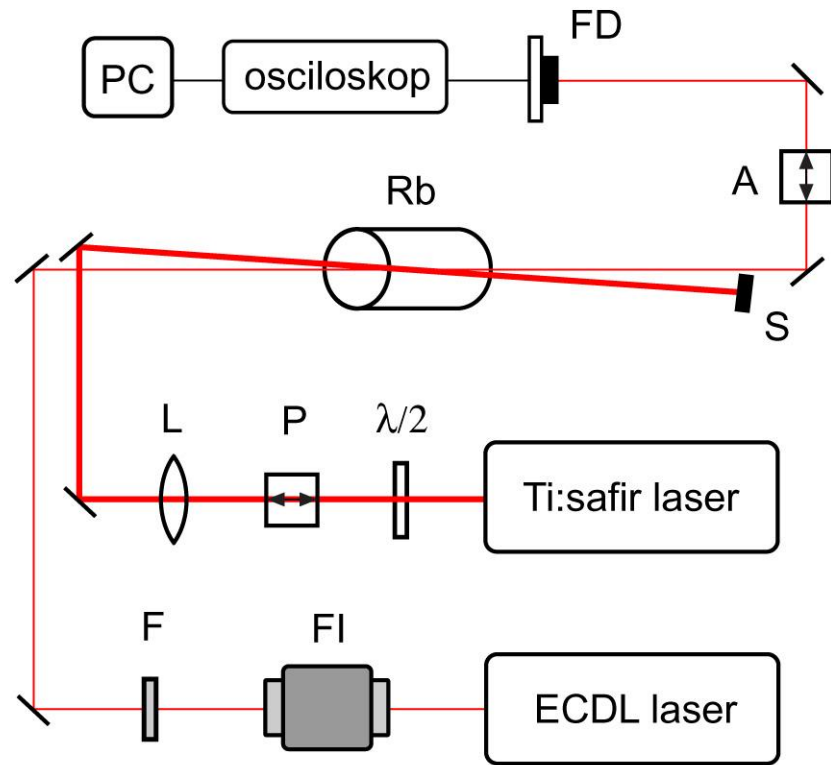 FD
PC
osciloskop
A
Rb
S
L
P
λ/2
Ti:safir laser
F
FI
ECDL laser